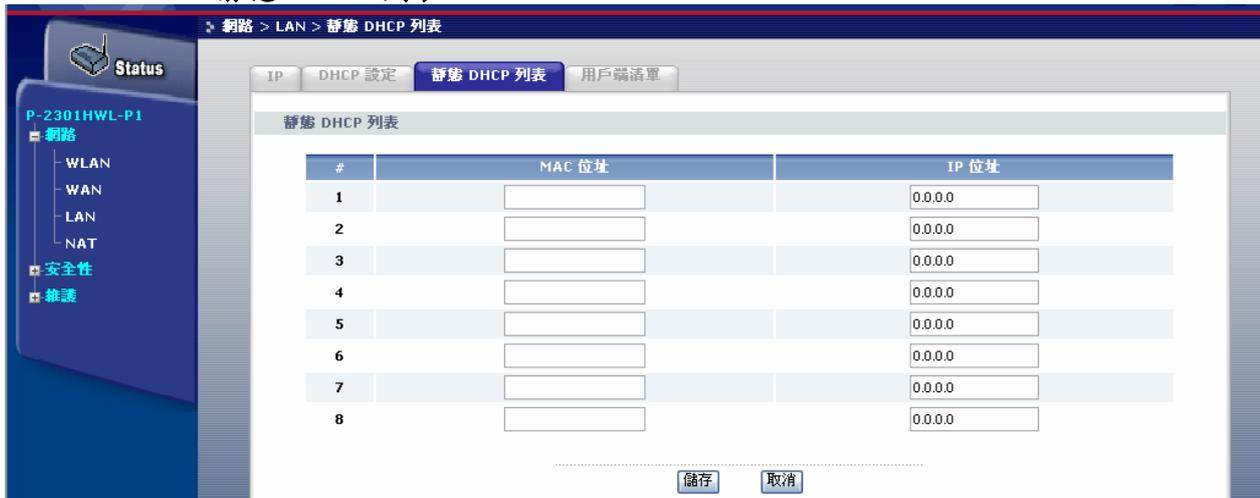 網路 > LAN > 靜態 DHCP 列表
Status
IP DHCP 設定 靜態 DHCP 列表 用戶端清單
P-2301HWL-P1
網路
WLAN
WAN
LAN
NAT
安全性
維護
靜態 DHCP 列表
# MAC 位址 IP 位址
1 0.0.0.0
2 0.0.0.0
3 0.0.0.0
4 0.0.0.0
5 0.0.0.0
6 0.0.0.0
7 0.0.0.0
8 0.0.0.0
儲存 取消